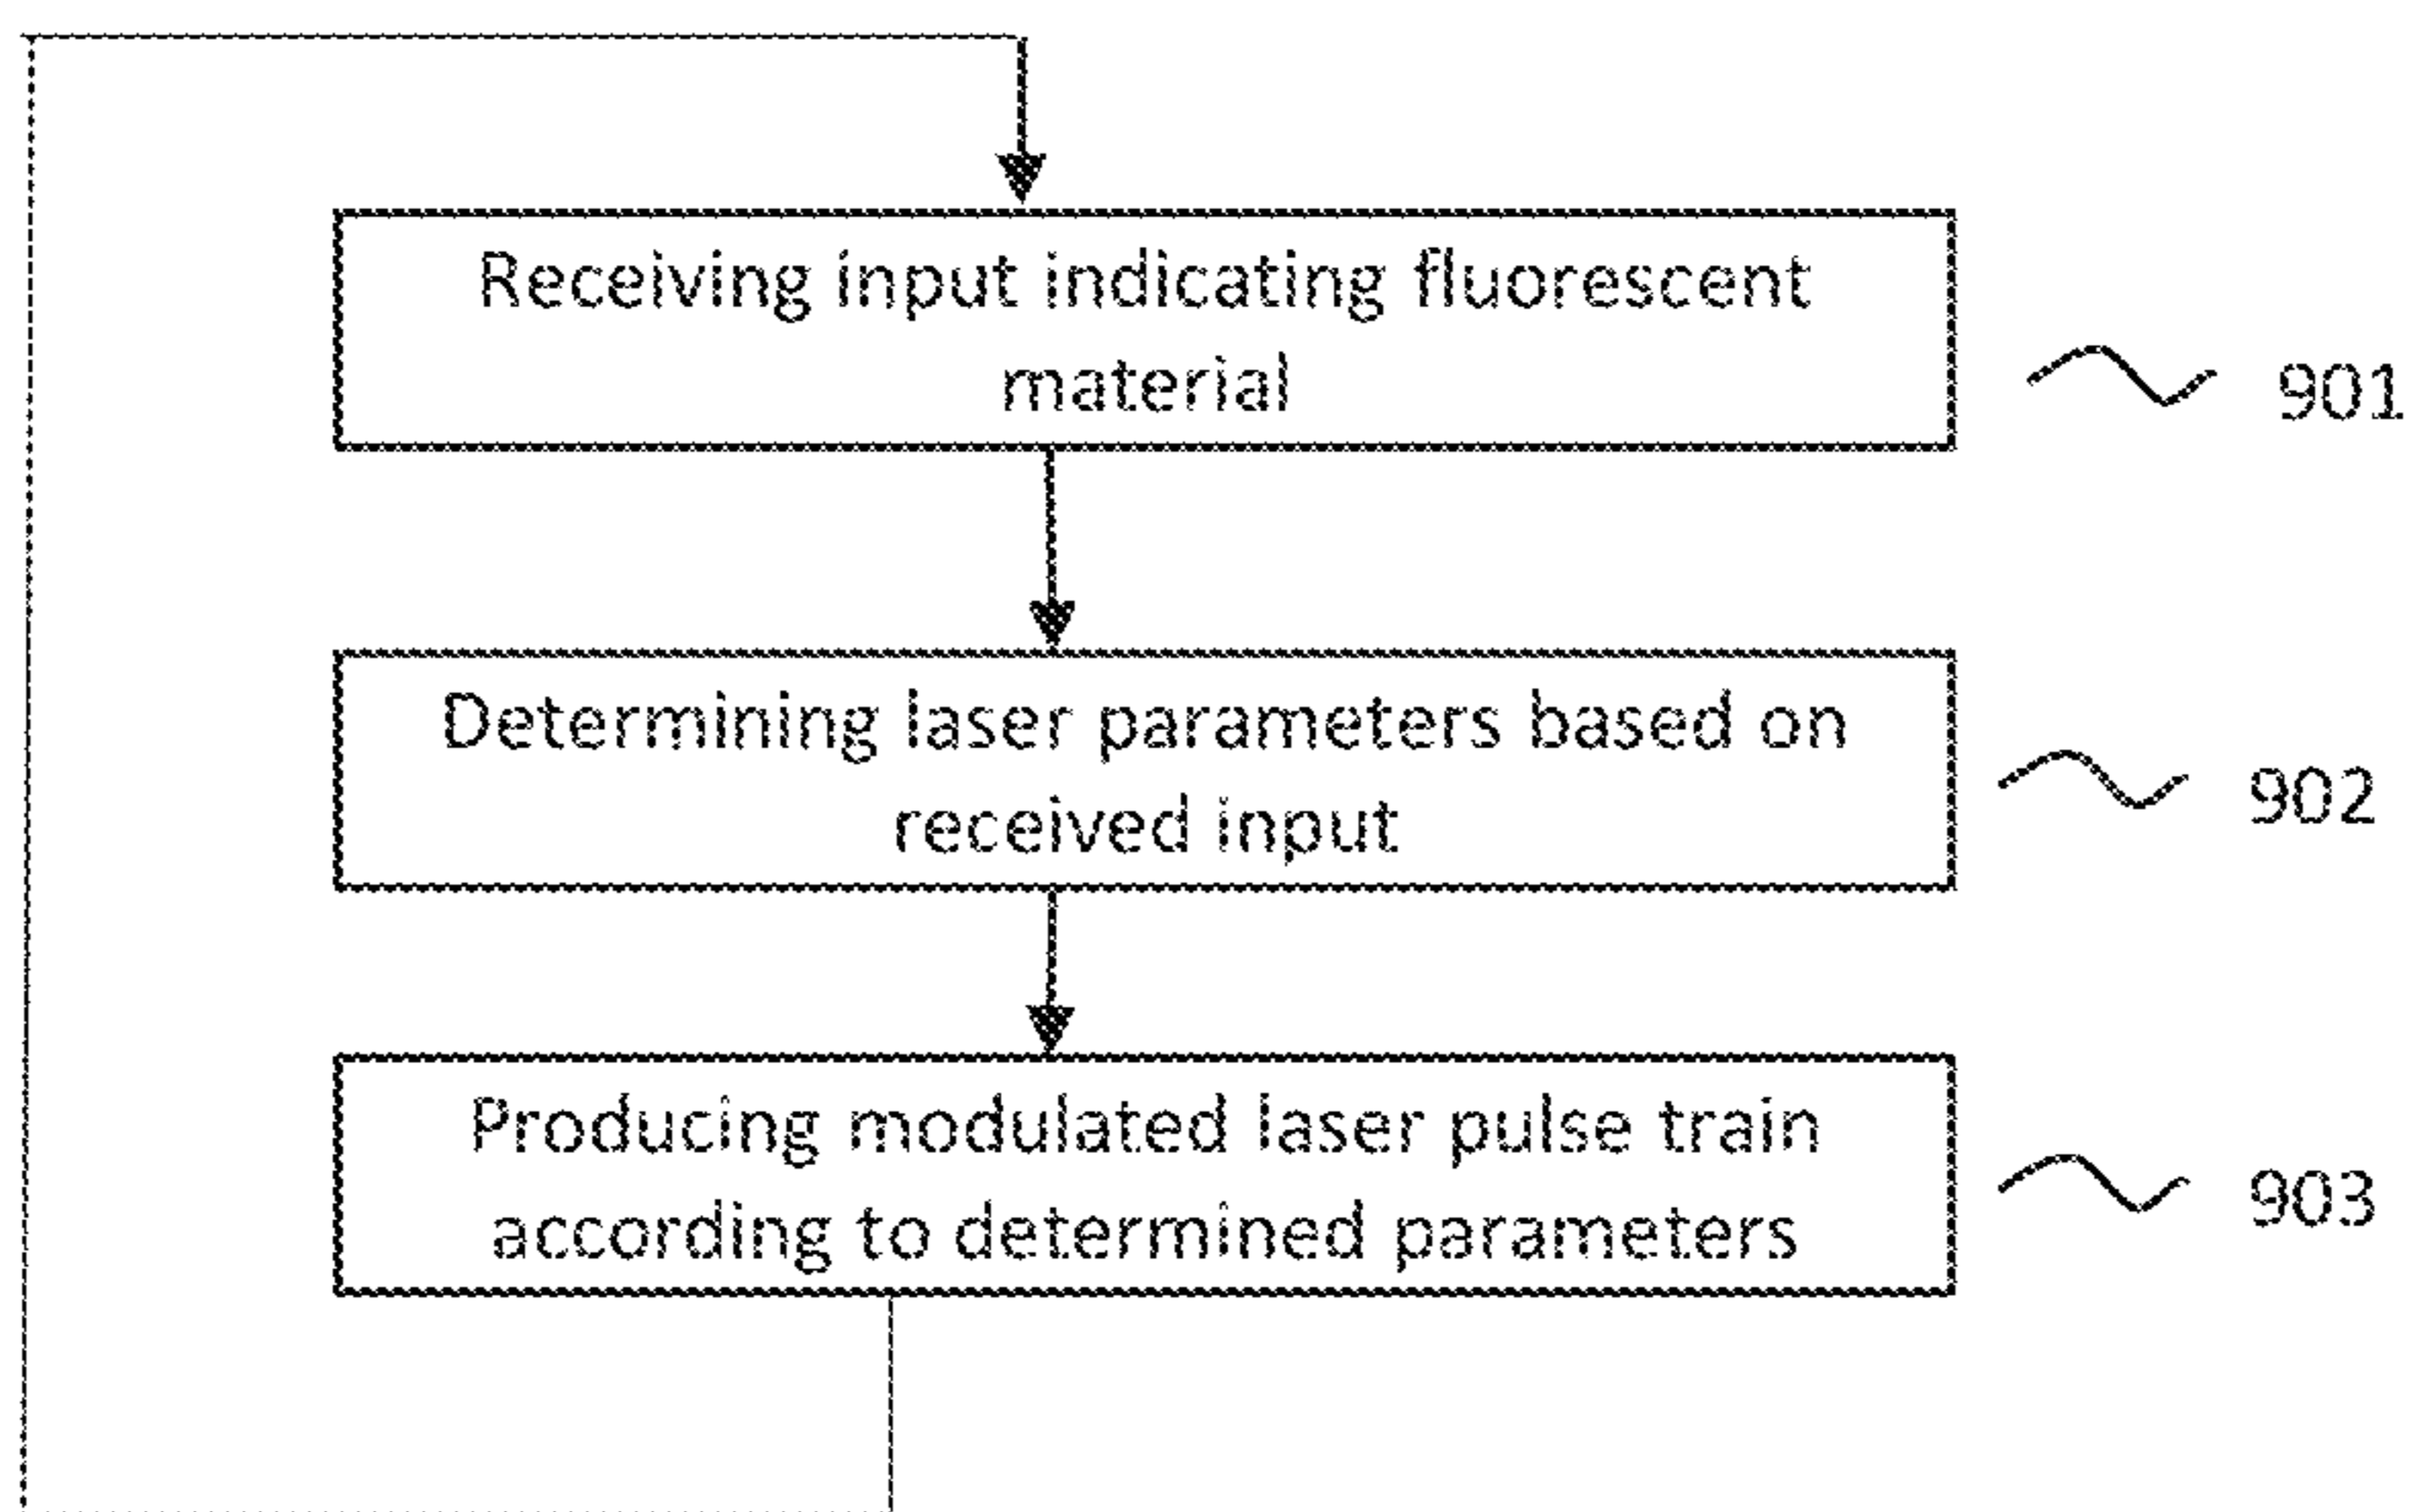 Receiving input indicating fluorescent
material
901
Determining laser parameters based on
received input
902
Producing modulated laser pulse train
according to determined parameters
903